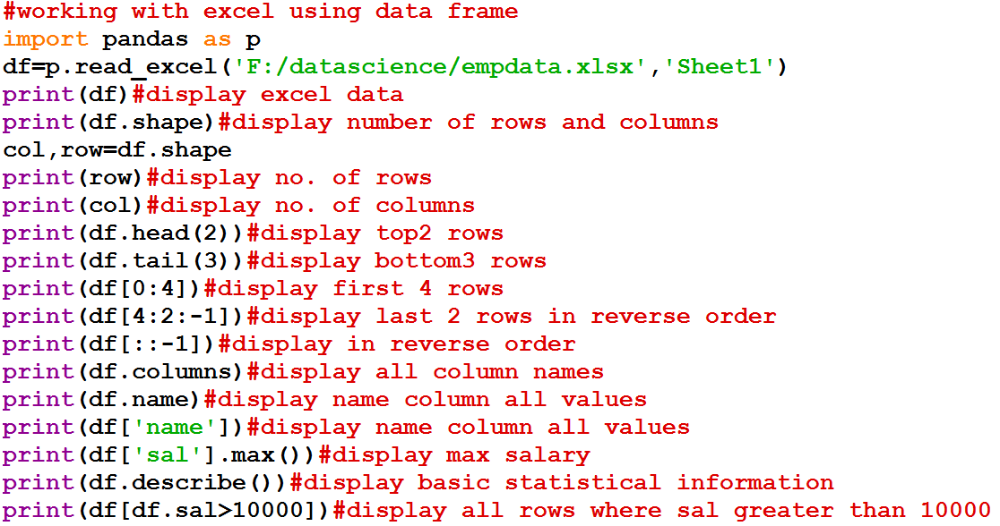 #working with excel using data frame
import pandas as p
df=p.read_excel('F:/datascience/empdata.xlsx','Sheet1')
print(df)#display excel data
print(df.shape)#display number of rows and columns
col,row=df.shape
print(row)#display no. of rows
print(col)#display no. of columns
print(df.head(2))#display top2 rows
print(df.tail(3))#display bottom3 rows
print(df[0:4])#display first 4 rows
print(df[4:2:-1])#display last 2 rows in reverse order
print(df[::-1])#display in reverse order
print(df.columns)#display all column names
print(df.name)#display name column all values
print(df['name'])#display name column all values
print(df['sal'].max())#display max salary
print(df.describe())#display basic statistical information
print(df[df.sal>10000])#display all rows where sal greater than 10000